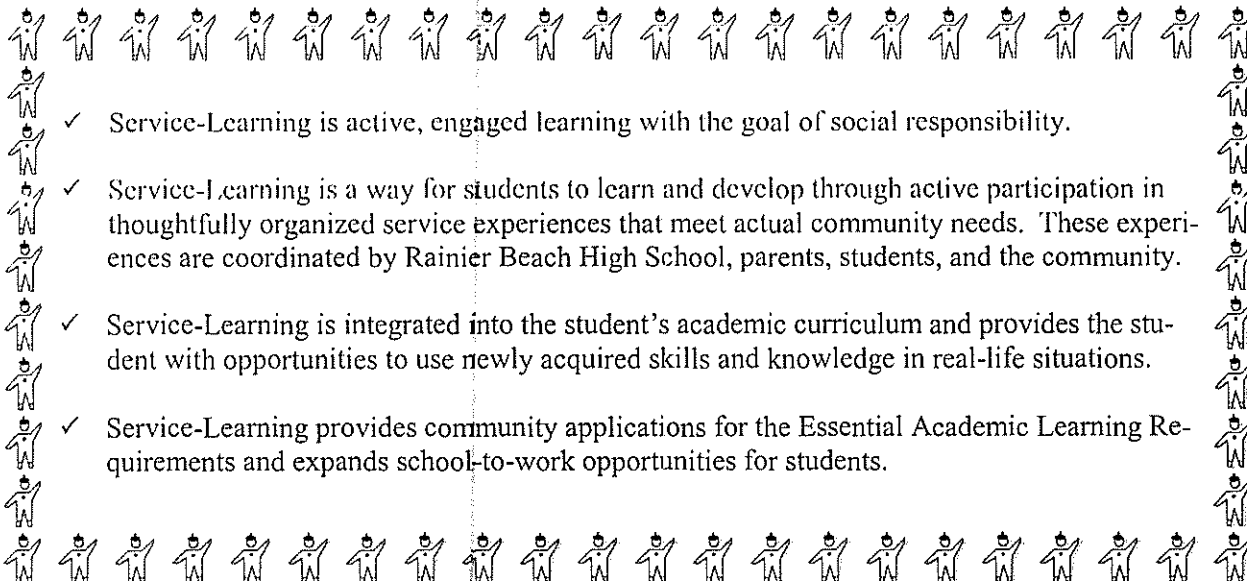 ✓ Service-Learning is active, engaged learning with the goal of social responsibility.
✓ Service-Learning is a way for students to learn and develop through active participation in
thoughtfully organized service experiences that meet actual community needs. These experi-
ences are coordinated by Rainier Beach High School, parents, students, and the community.
✓ Service-Learning is integrated into the student's academic curriculum and provides the stu-
dent with opportunities to use newly acquired skills and knowledge in real-life situations.
✓ Service-Learning provides community applications for the Essential Academic Learning Re-
quirements and expands school-to-work opportunities for students.